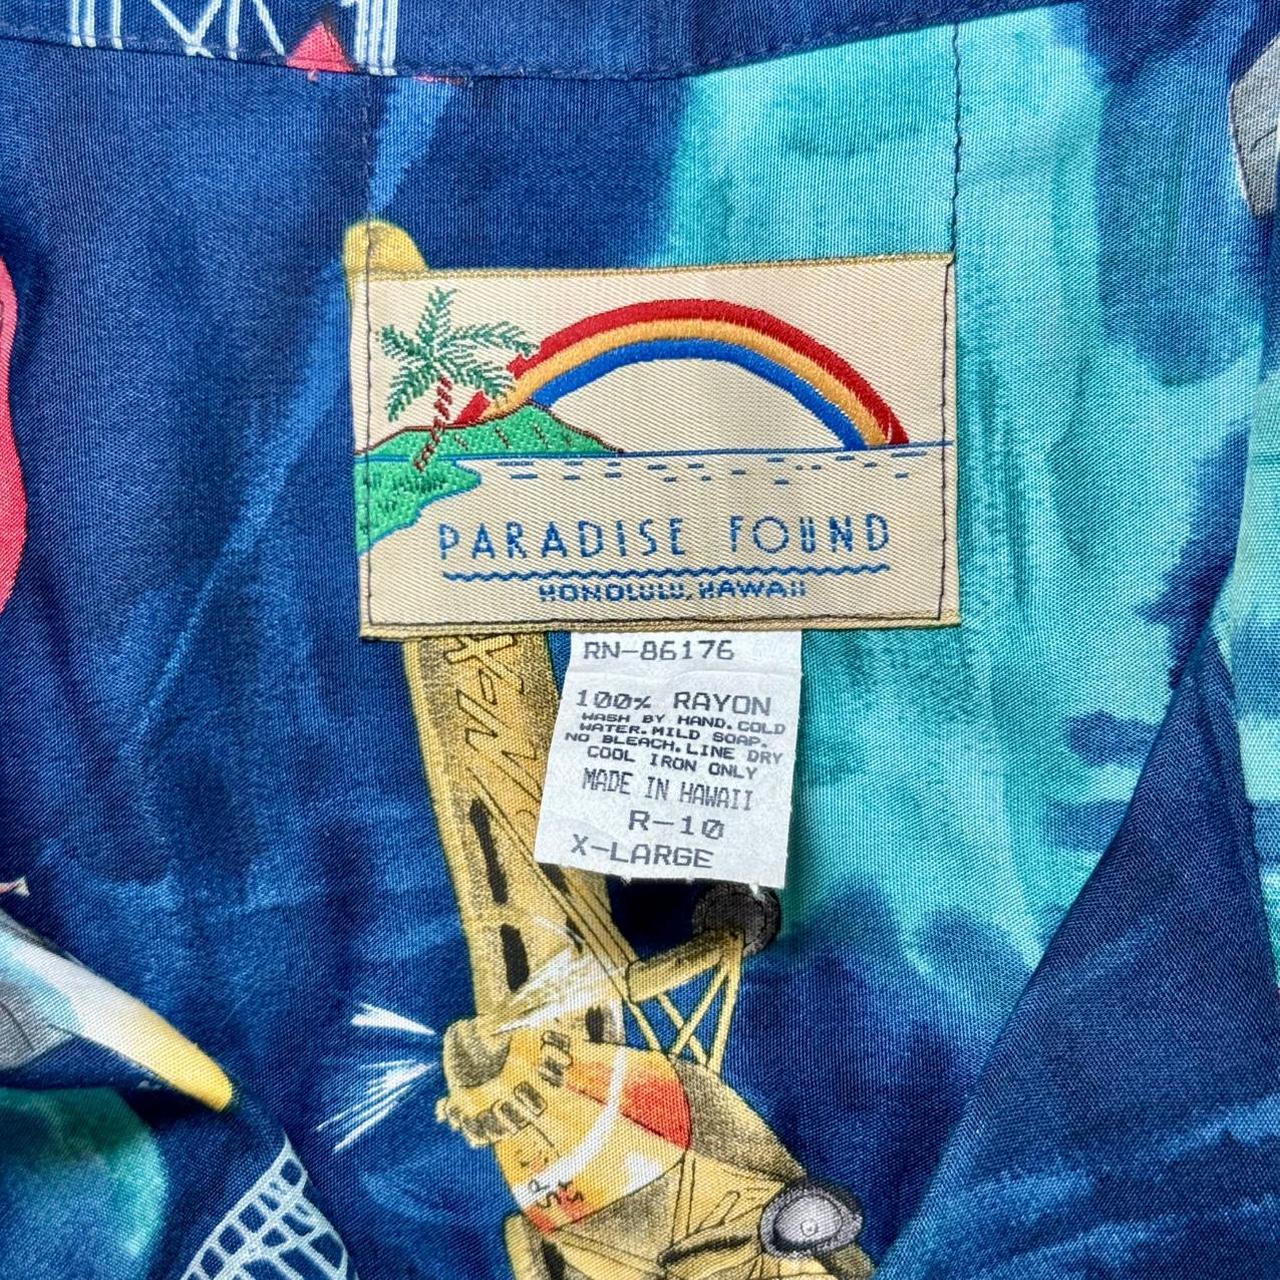 PARADISE FOUND
HONOLULU, HAWAII
RN-86176
100% RAYON
WASH BY HAND.COLD
WATER.MILD SOAP.
NO BLEACH.LINE DRY
COOL IRON ONLY
MADE IN HAWAII
R-10
X-LARGE
N-X